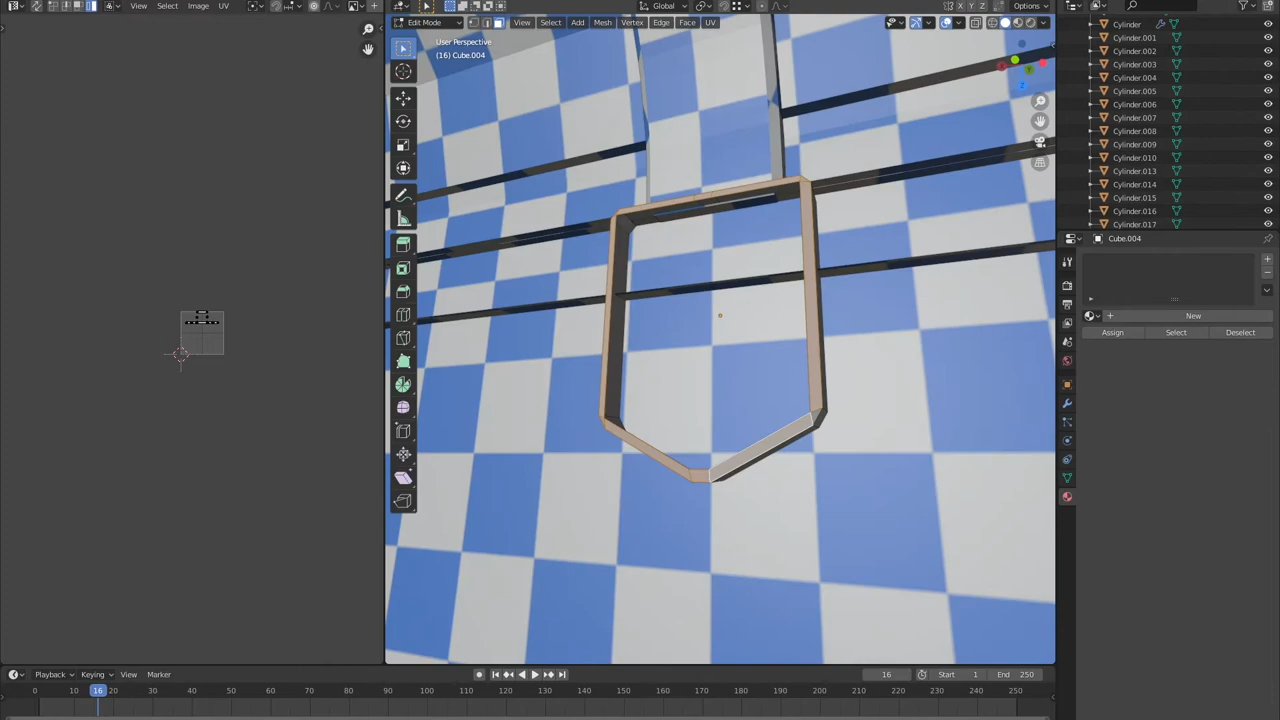 View Select Image UV
Global
Options
Edit Mode
View Select Add Mesh Vertex Edge Face UV
User Perspective
(16) Cube.004
Cylinder
Cylinder.001
Cylinder.002
Cylinder.003
Cylinder.004
Cylinder.005
Cylinder.006
Cylinder.007
Cylinder.008
Cylinder.009
Cylinder.010
Cylinder.013
Cylinder.014
Cylinder.015
Cylinder.016
Cylinder.017
Cube.004
New
Assign Select Deselect
Playback Keying View Marker
16 Start 1 End 250
0 10 16 20 30 40 50 60 70 80 90 100 110 120 130 140 150 160 170 180 190 200 210 220 230 240 250